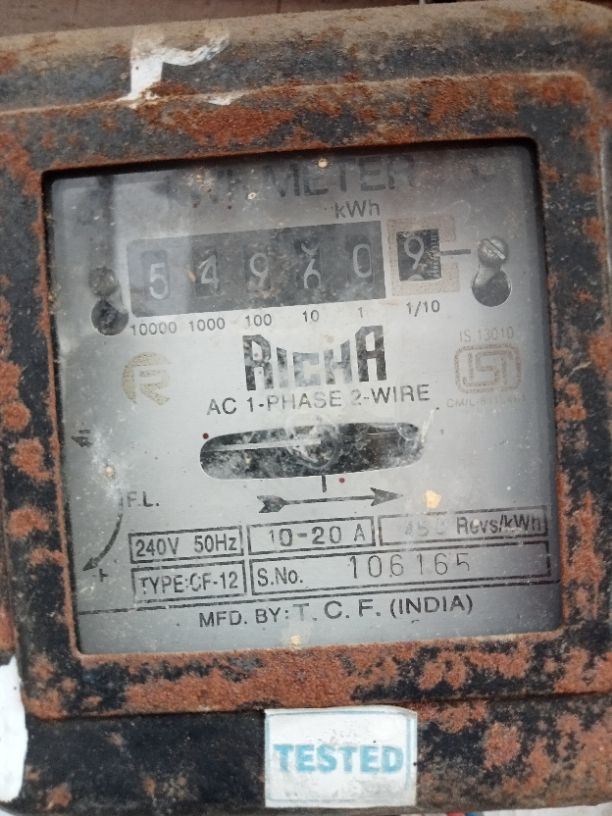 METER
kWh
5 4 9 6 0 9
10000 1000 100 10 1 1/10
RICHA
IS 13010
ISI
AC 1-PHASE 2-WIRE
F.L.
240V 50Hz 10-20 A Revs/kWh
TYPE:CF-12 S.No. 106165
MFD. BY: T. C. F. (INDIA)
TESTED